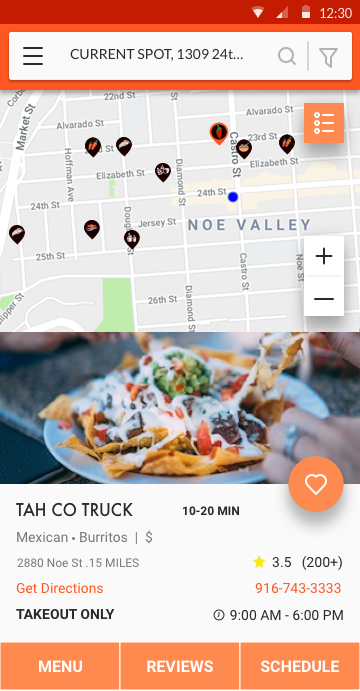 12:30
CURRENT SPOT, 1309 24t...
22nd St
Alvarado St
Alvarado St
23rd St
Market St
Hoffman Ave
Elizabeth St
Elizabeth St
Castro St
Diamond St
24th St
24th St
Jersey St
NOE VALLEY
25th St
Castro St
Noe St
26th St
Diamond St
TAH CO TRUCK
10-20 MIN
Mexican • Burritos | $
2880 Noe St .15 MILES
3.5 (200+)
Get Directions
916-743-3333
TAKEOUT ONLY
9:00 AM - 6:00 PM
MENU
REVIEWS
SCHEDULE